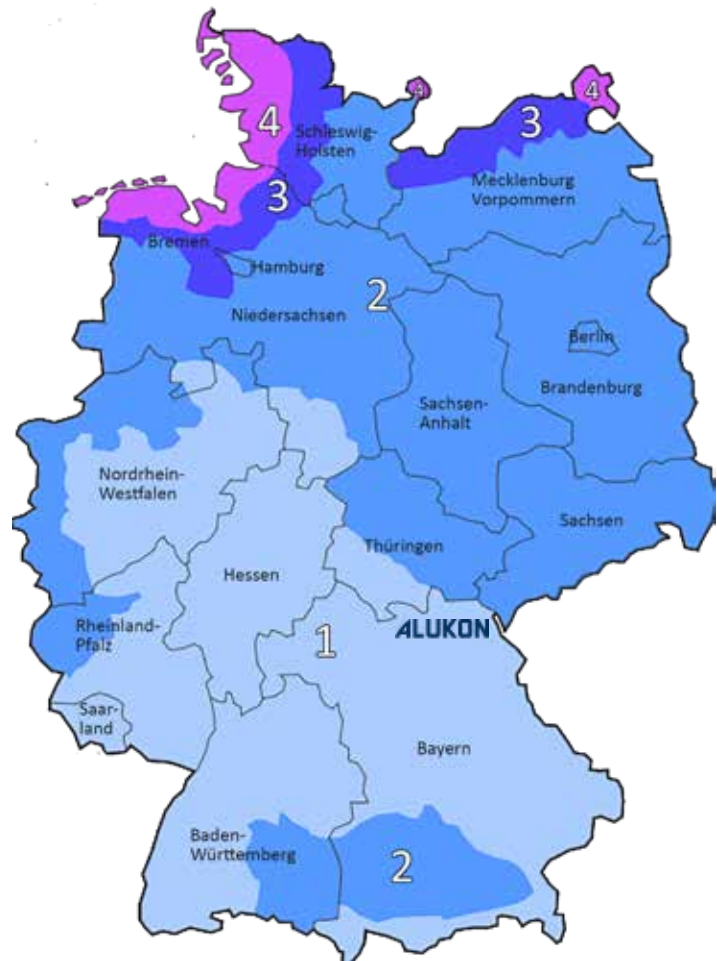 4
4
4
3
Schleswig-
Holsten
3
Mecklenburg
Vorpommern
Bremen
Hamburg
2
Niedersachsen
Berlin
Brandenburg
Sachsen-
Anhalt
Nordrhein-
Westfalen
Sachsen
Thüringen
Hessen
Rheinland-
Pfalz
ALUKON
1
Saar-
land
Bayern
Baden-
Württemberg
2